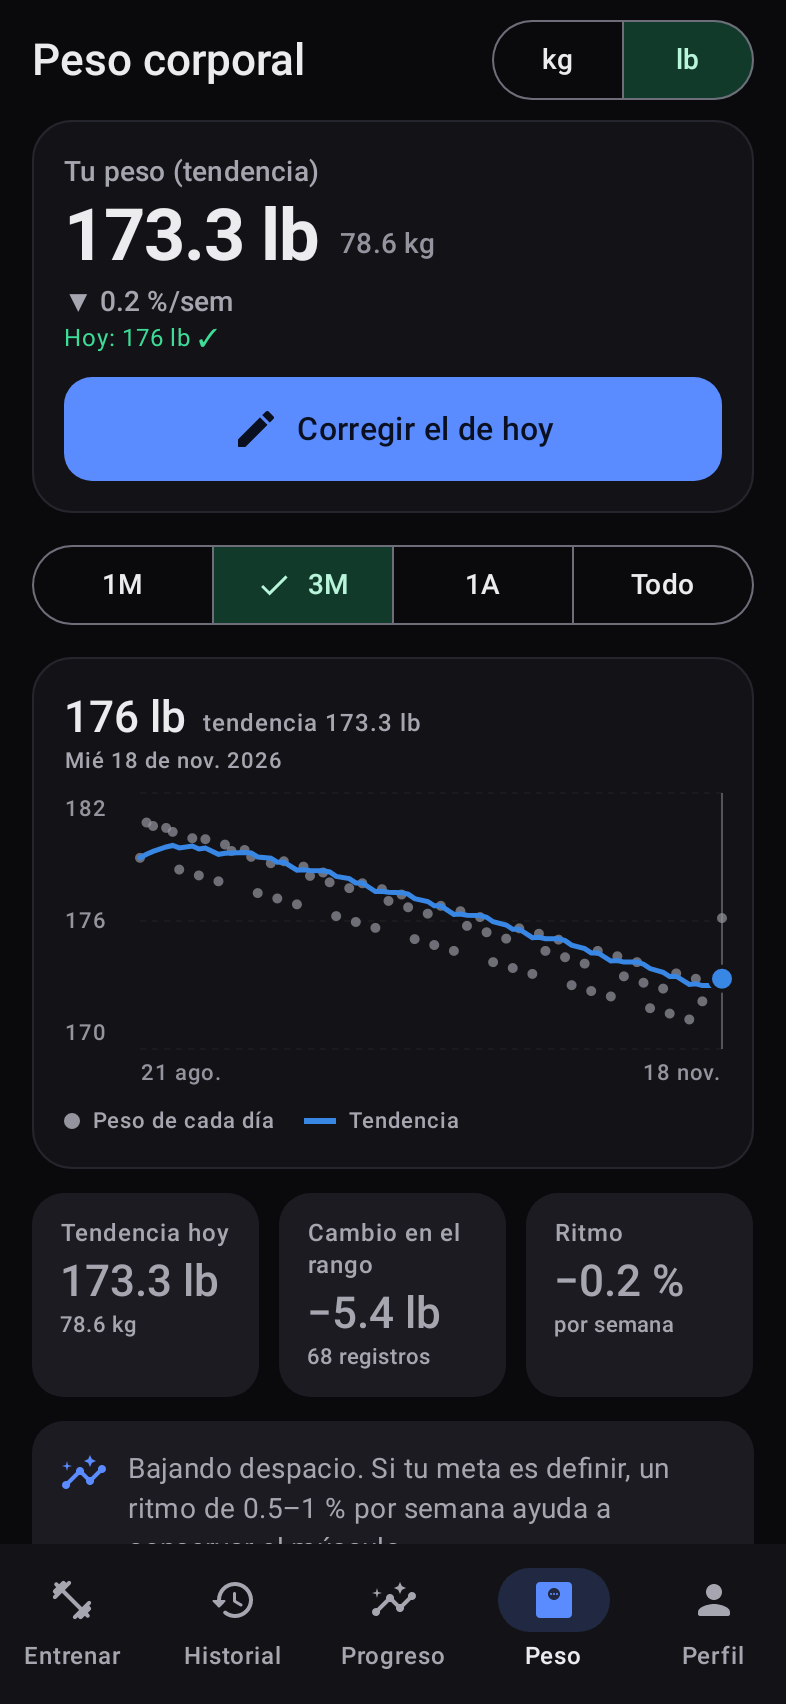 Peso corporal
kg
lb
Tu peso (tendencia)
173.3 lb 78.6 kg
▼ 0.2 %/sem
Hoy: 176 lb ✓
Corregir el de hoy
1M
3M
1A
Todo
176 lb tendencia 173.3 lb
Mié 18 de nov. 2026
182
176
170
21 ago.
18 nov.
Peso de cada día
Tendencia
Tendencia hoy
173.3 lb
78.6 kg
Cambio en el
rango
−5.4 lb
68 registros
Ritmo
−0.2 %
por semana
Bajando despacio. Si tu meta es definir, un
ritmo de 0.5–1 % por semana ayuda a
Entrenar
Historial
Progreso
Peso
Perfil